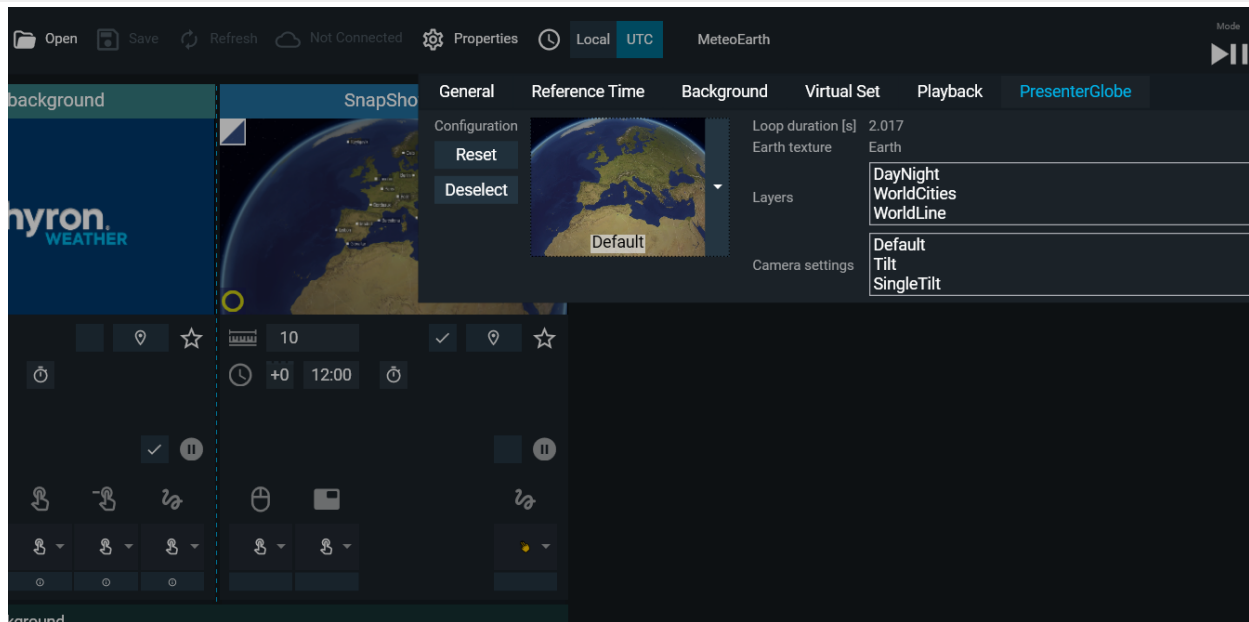 Open Save Refresh Not Connected Properties Local UTC MeteoEarth
Mode
background
SnapSho
hyron.
WEATHER
General Reference Time Background Virtual Set Playback PresenterGlobe
Configuration
Reset
Deselect
Default
Loop duration [s] 2.017
Earth texture Earth
Layers
DayNight
WorldCities
WorldLine
Camera settings
Default
Tilt
SingleTilt
10
+0 12:00
kground